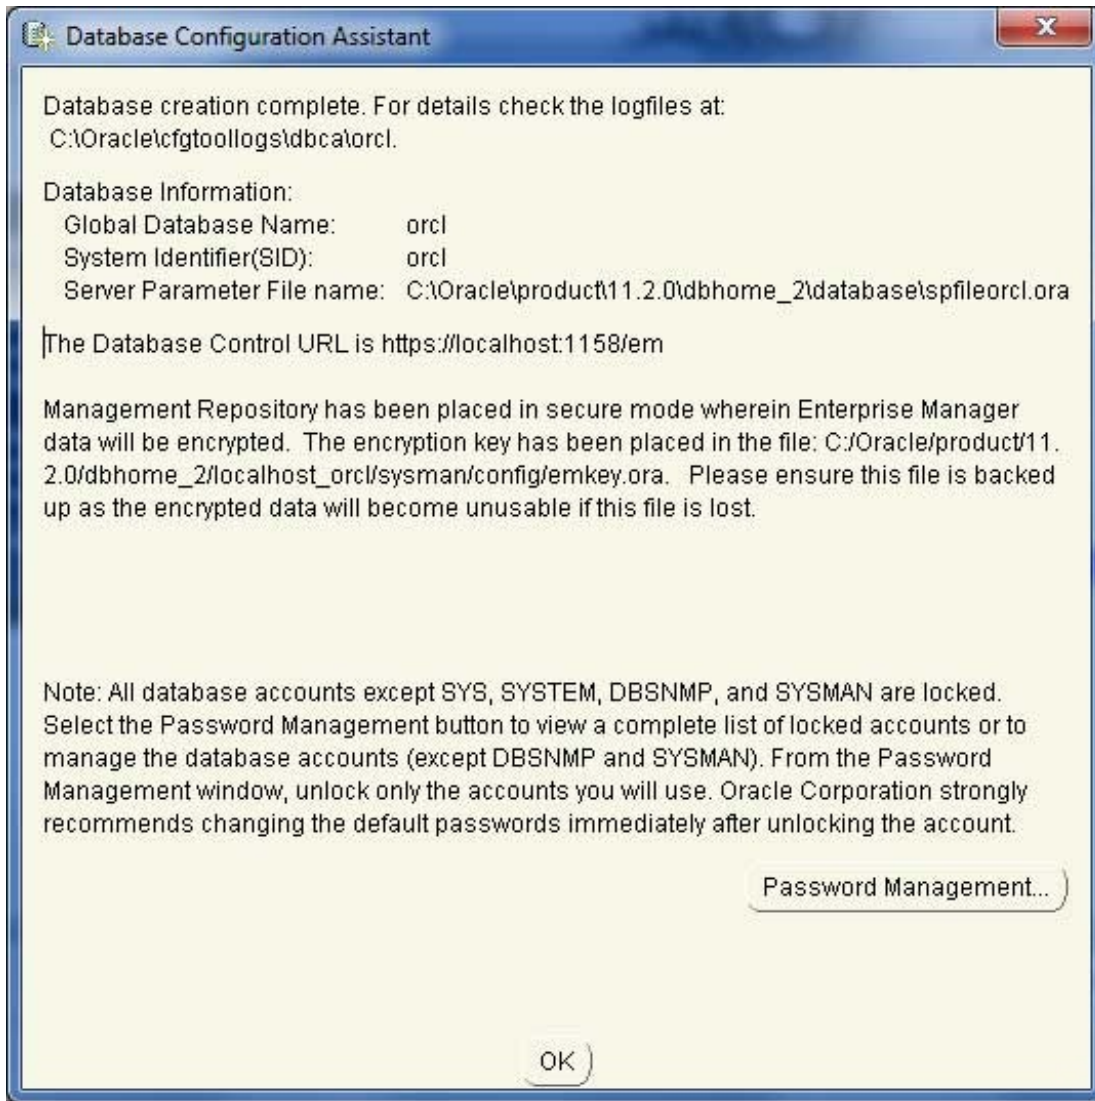 Database Configuration Assistant
Database creation complete. For details check the logfiles at:
C:\Oracle\cfgtoollogs\dbca\orcl.
Database Information:
Global Database Name: orcl
System Identifier(SID): orcl
Server Parameter File name: C:\Oracle\product\11.2.0\dbhome_2\database\spfileorcl.ora
The Database Control URL is https://localhost:1158/em
Management Repository has been placed in secure mode wherein Enterprise Manager
data will be encrypted. The encryption key has been placed in the file: C:/Oracle/product/11.
2.0/dbhome_2/localhost_orcl/sysman/config/emkey.ora. Please ensure this file is backed
up as the encrypted data will become unusable if this file is lost.
Note: All database accounts except SYS, SYSTEM, DBSNMP, and SYSMAN are locked.
Select the Password Management button to view a complete list of locked accounts or to
manage the database accounts (except DBSNMP and SYSMAN). From the Password
Management window, unlock only the accounts you will use. Oracle Corporation strongly
recommends changing the default passwords immediately after unlocking the account.
Password Management...
OK